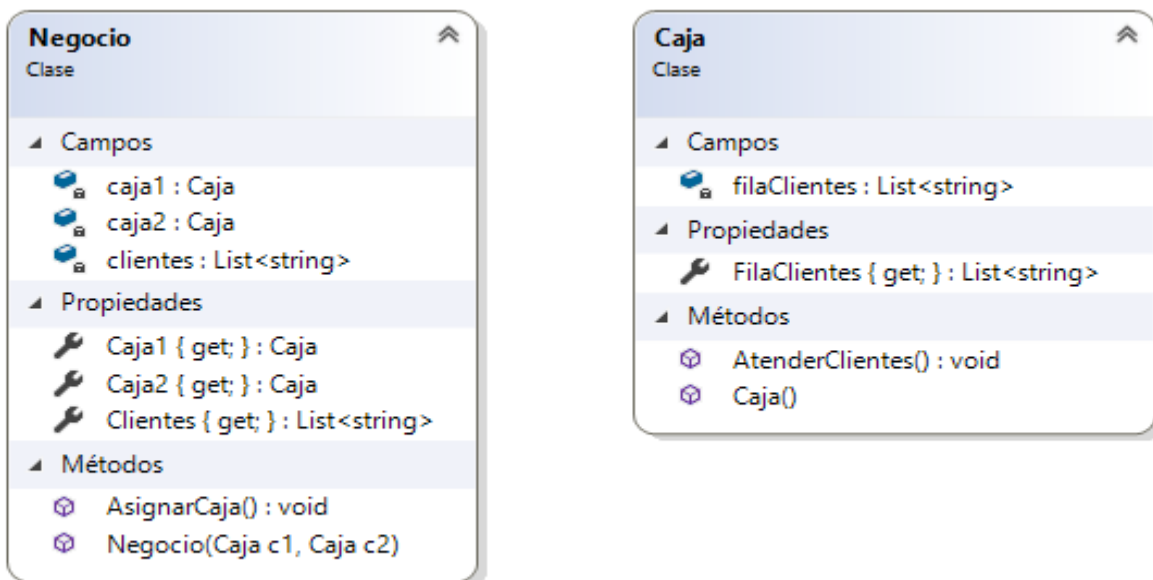 Negocio
Clase
Campos
caja1 : Caja
caja2 : Caja
clientes : List<string>
Propiedades
Caja1 { get; } : Caja
Caja2 { get; } : Caja
Clientes { get; } : List<string>
Métodos
AsignarCaja() : void
Negocio(Caja c1, Caja c2)
Caja
Clase
Campos
filaClientes : List<string>
Propiedades
FilaClientes { get; } : List<string>
Métodos
AtenderClientes() : void
Caja()